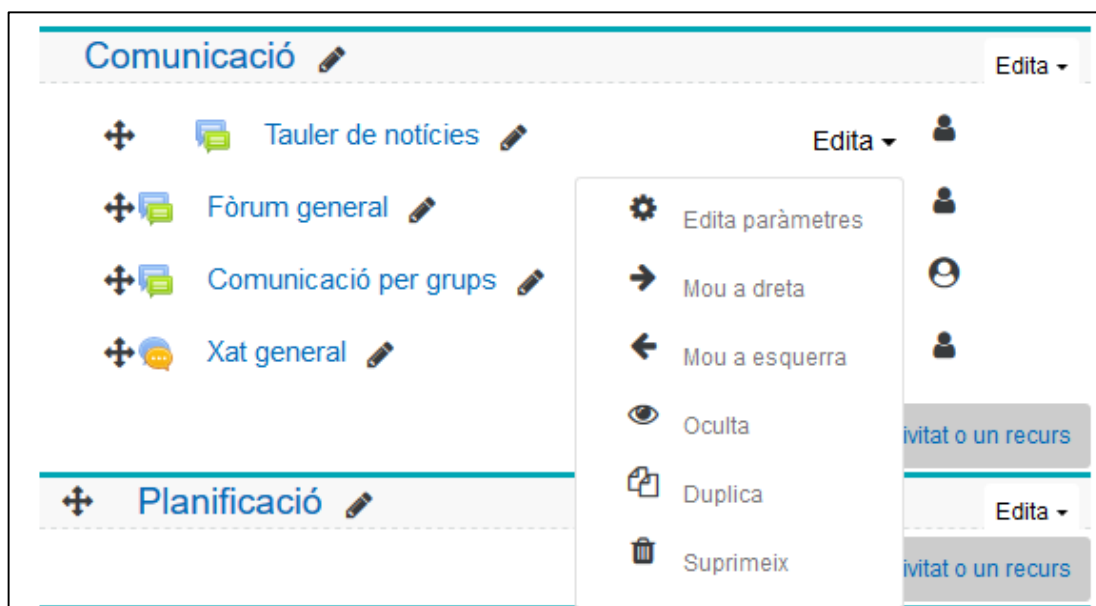 Comunicació
Edita
Tauler de notícies
Edita
Fòrum general
Edita paràmetres
Comunicació per grups
Mou a dreta
Xat general
Mou a esquerra
Oculta
ivitat o un recurs
Planificació
Duplica
Edita
Suprimeix
ivitat o un recurs